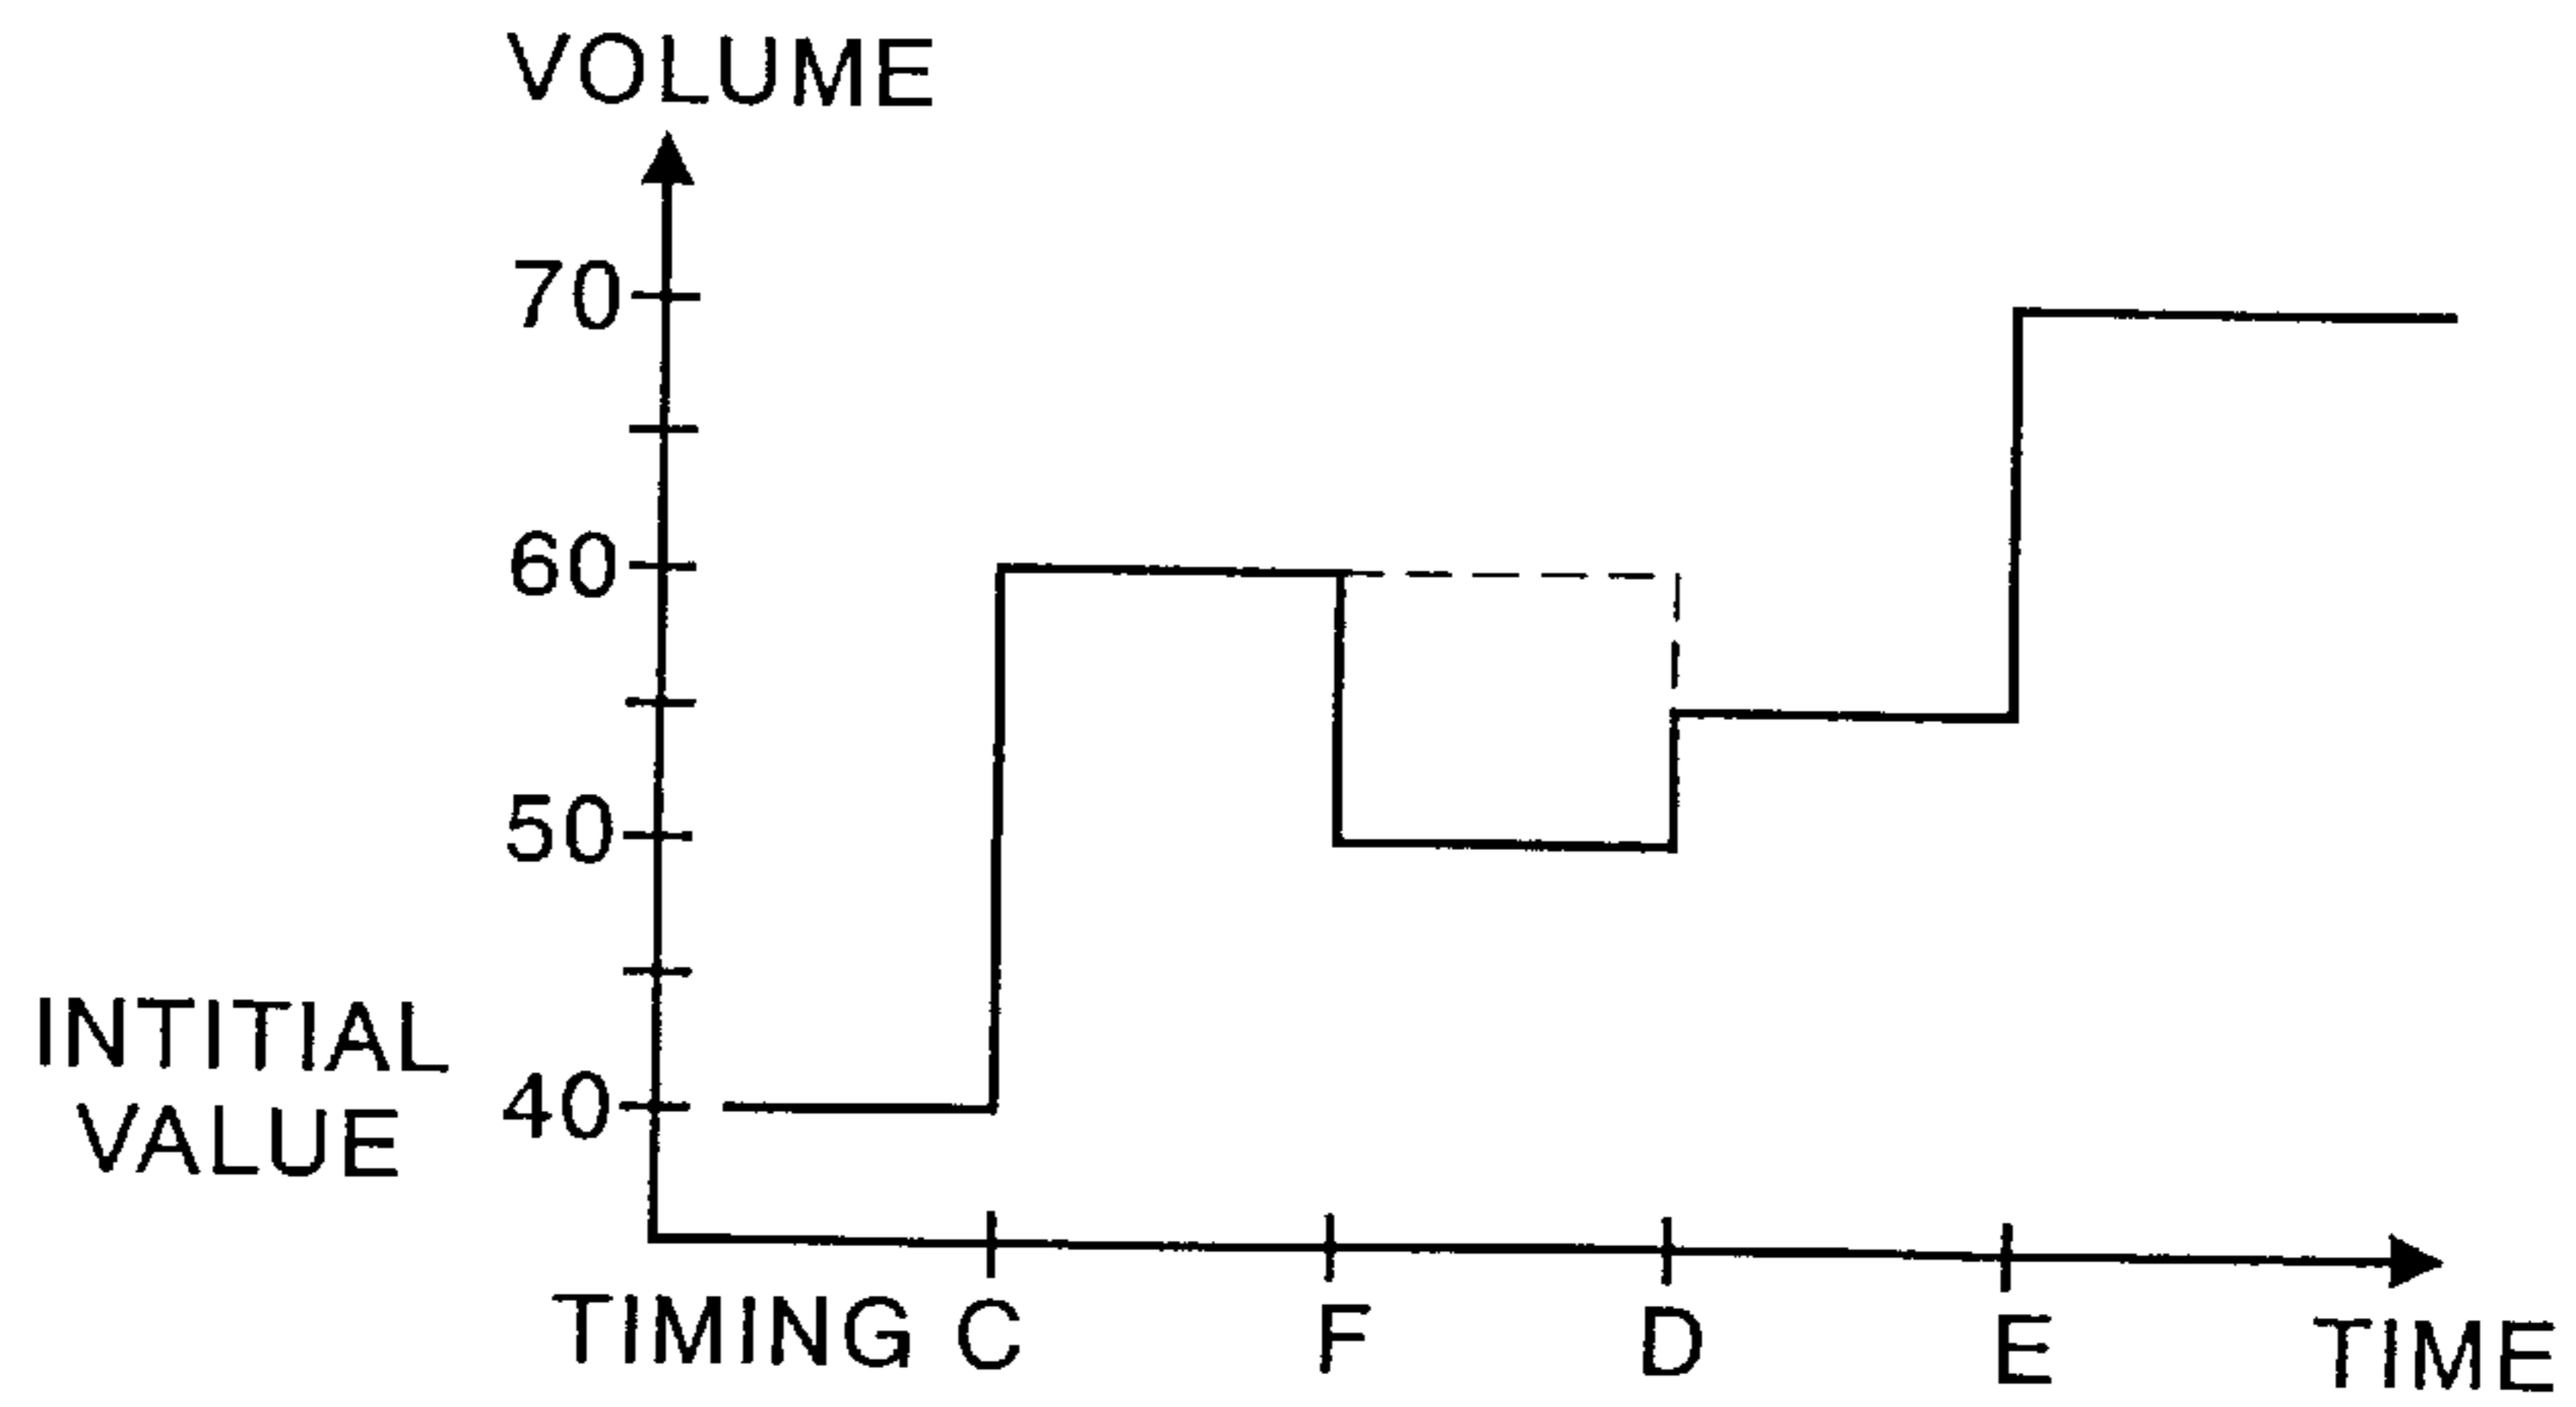 VOLUME
70
60
50
INTITIAL
VALUE
40
TIMING C F D E TIME